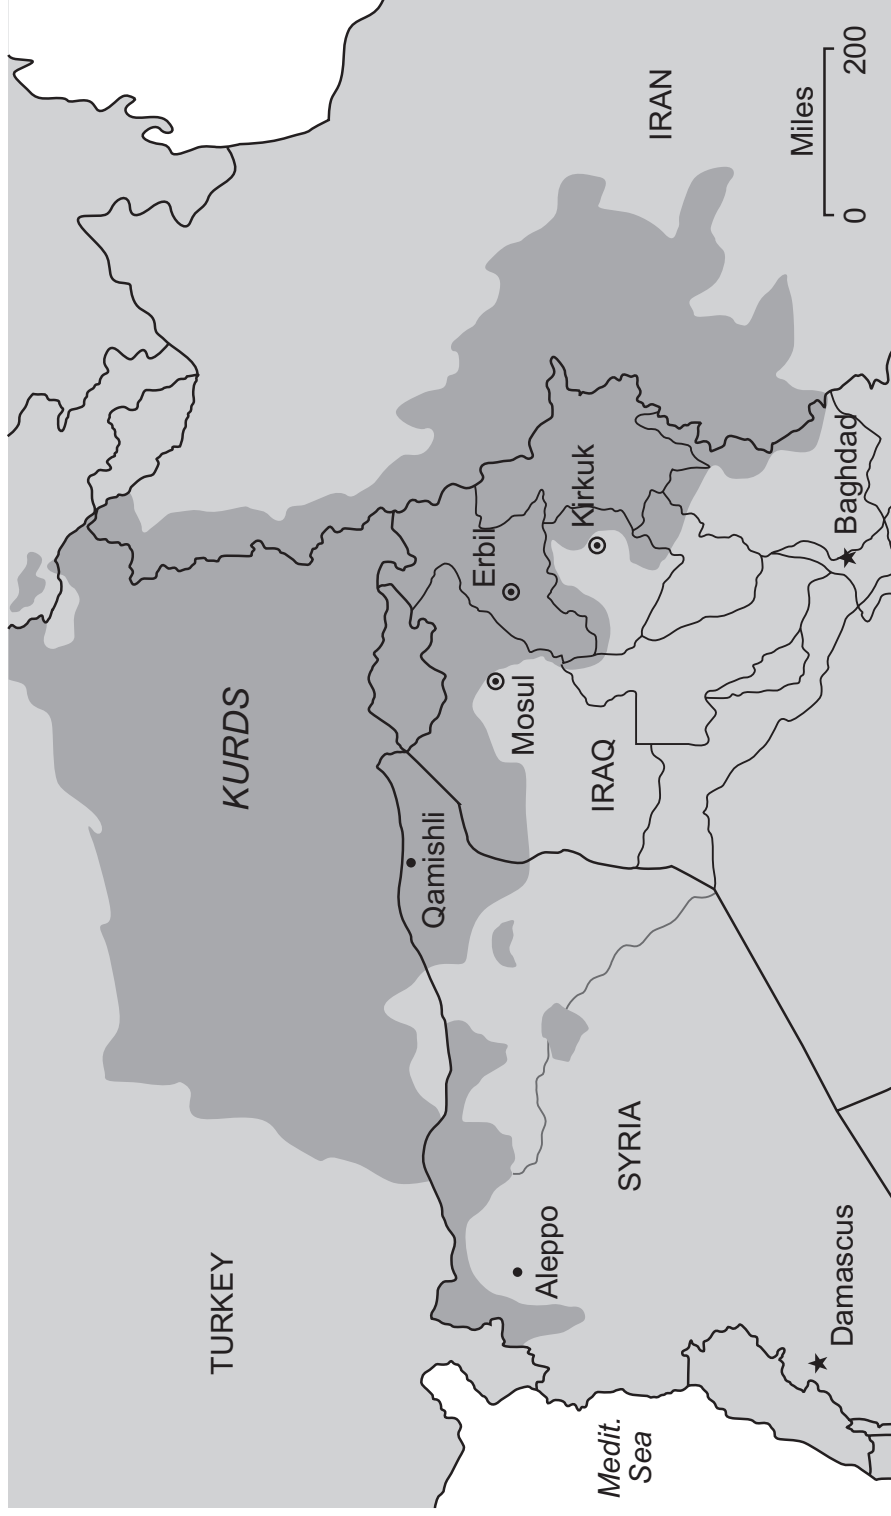 TURKEY
KURDS
Qamishli
Aleppo
Mosul
Erbil
Kirkuk
IRAN
IRAQ
SYRIA
Medit.
Sea
Damascus
Baghdad
Miles
0 200